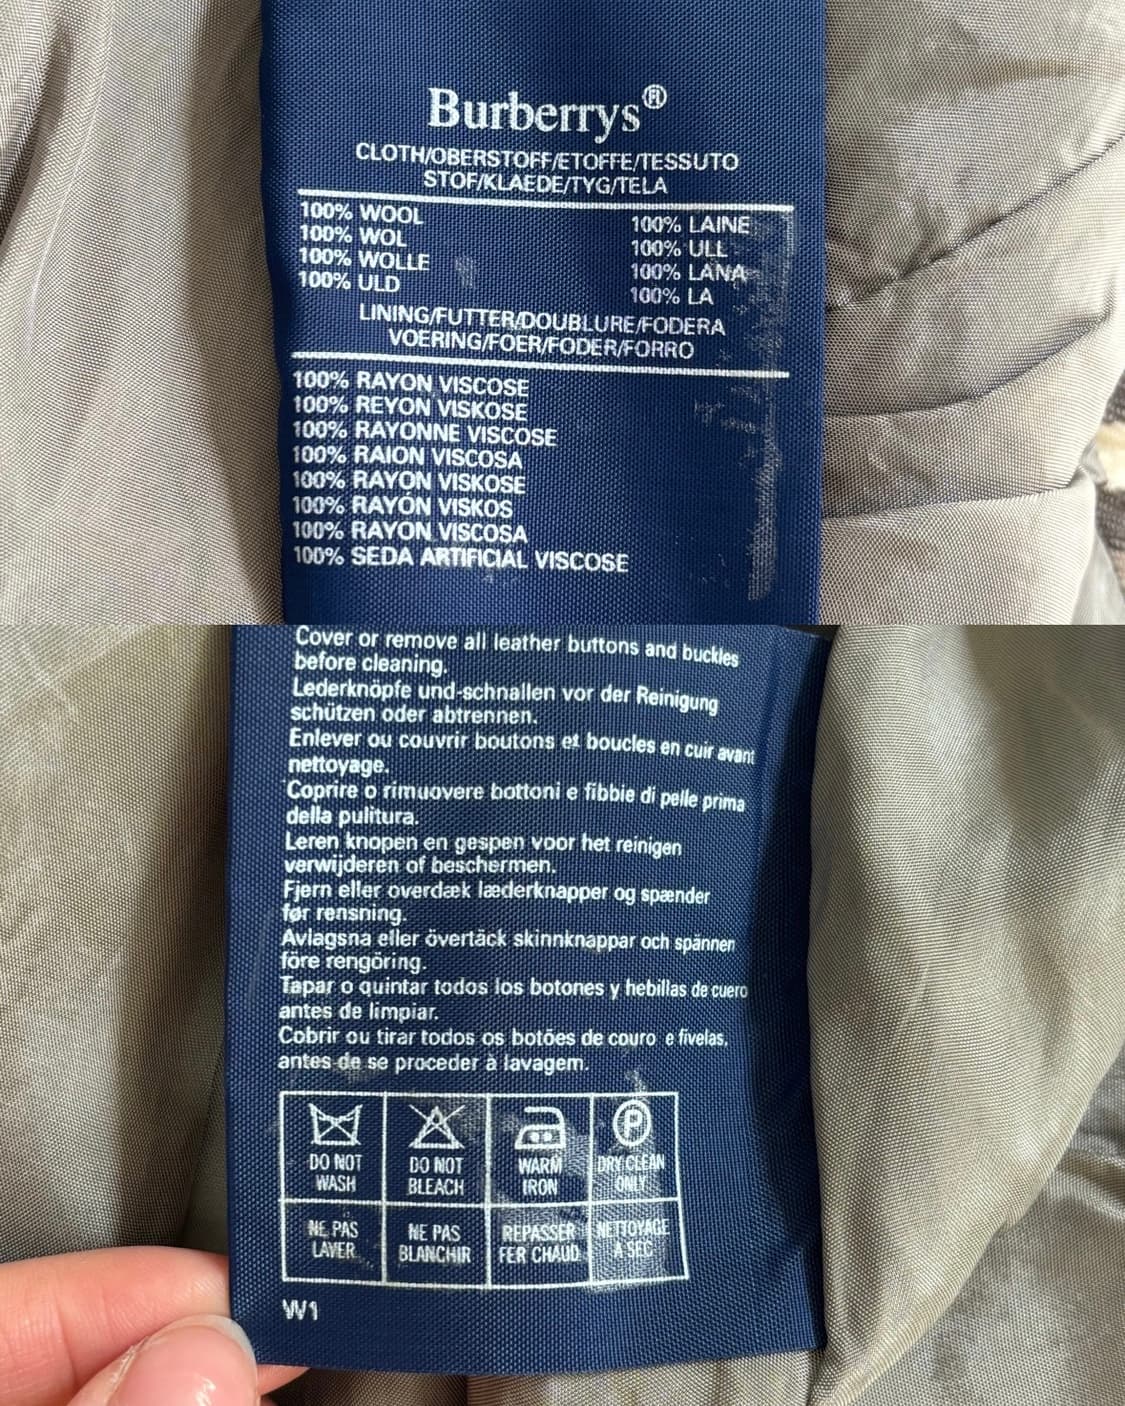 Burberrys®
CLOTH/OBERSTOFF/ETOFFE/TESSUTO
STOF/KLAEDE/TYG/TELA
100% WOOL 100% LAINE
100% WOL 100% ULL
100% WOLLE 100% LANA
100% ULD 100% LA
LINING/FUTTER/DOUBLURE/FODERA
VOERING/FOER/FODER/FORRO
100% RAYON VISCOSE
100% REYON VISKOSE
100% RAYONNE VISCOSE
100% RAION VISCOSA
100% RAYON VISKOSE
100% RAYON VISKOS
100% RAYON VISCOSA
100% SEDA ARTIFICIAL VISCOSE
Cover or remove all leather buttons and buckles
before cleaning.
Lederknöpfe und-schnallen vor der Reinigung
schützen oder abtrennen.
Enlever ou couvrir boutons et boucles en cuir avant
nettoyage.
Coprire o rimuovere bottoni e fibbie di pelle prima
della pulitura.
Leren knopen en gespen voor het reinigen
verwijderen of beschermen.
Fjern eller overdæk læderknapper og spænder
før rensning.
Avlagsna eller övertäck skinnknappar och spännen
före rengöring.
Tapar o quintar todos los botones y hebillas de cuero
antes de limpiar.
Cobrir ou tirar todos os botões de couro e fivelas,
antes de se proceder à lavagem.
P
DO NOT WASH
DO NOT BLEACH
WARM IRON
DRY CLEAN ONLY
NE PAS LAVER
NE PAS BLANCHIR
REPASSER FER CHAUD
NETTOYAGE A SEC
W1